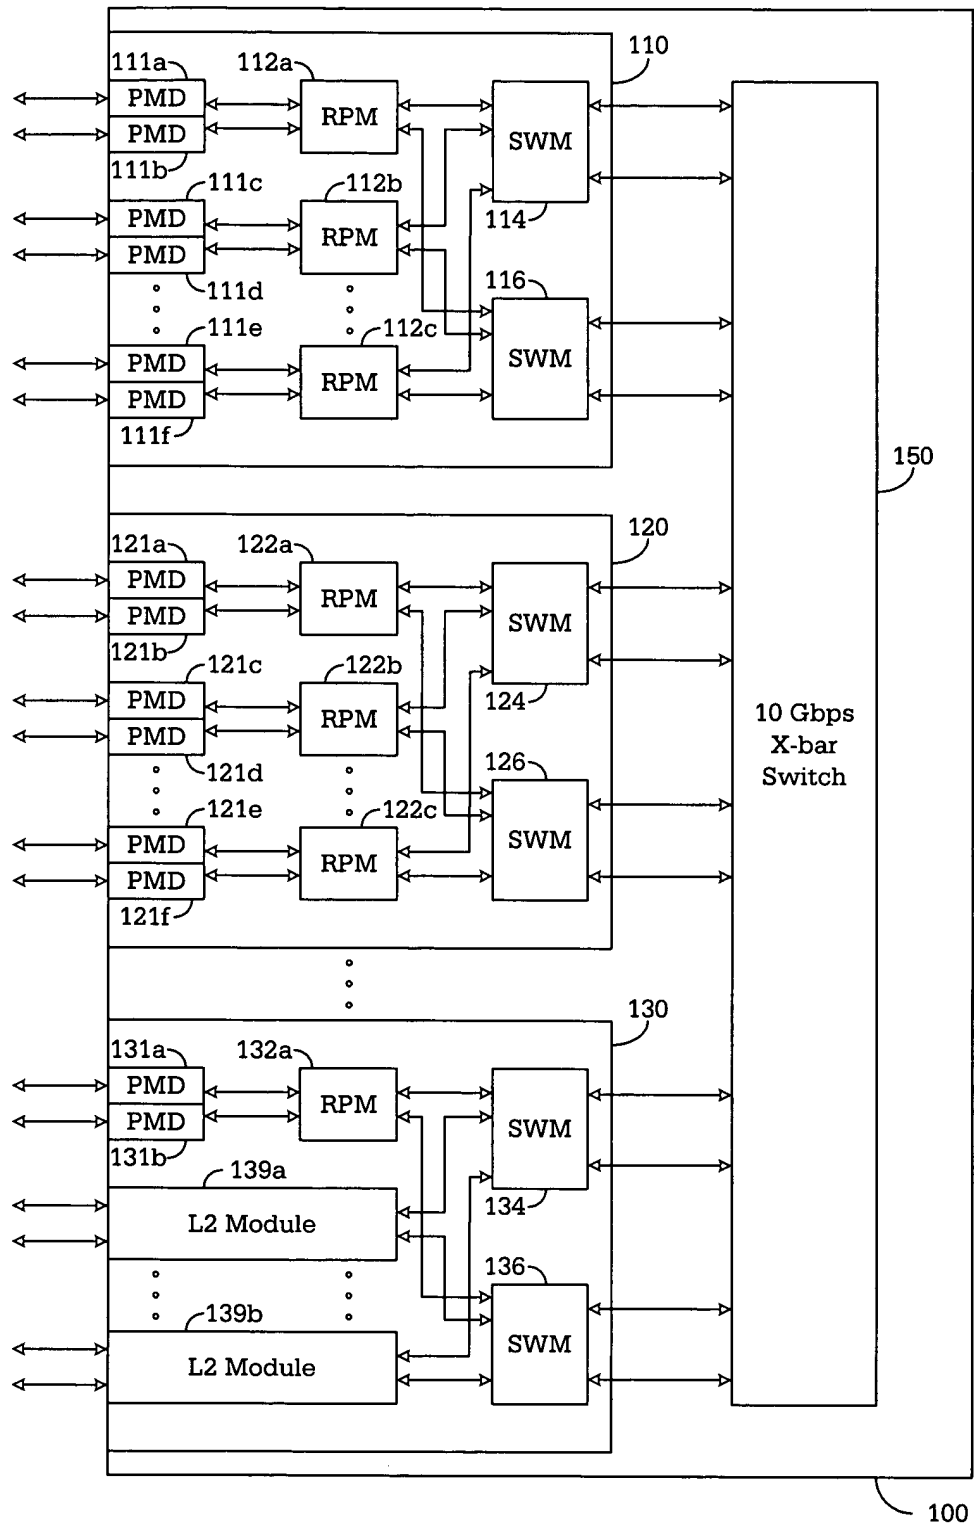 110
111a
112a
PMD
RPM
SWM
PMD
111b
111c
112b
114
PMD
RPM
PMD
116
111d
111e
112c
PMD
RPM
SWM
PMD
111f
150
120
121a
122a
PMD
RPM
SWM
PMD
121b
121c
122b
124
PMD
RPM
PMD
10 Gbps
X-bar
Switch
126
121d
121e
122c
PMD
RPM
SWM
PMD
121f
130
131a
132a
PMD
RPM
SWM
PMD
131b
139a
134
L2 Module
136
139b
L2 Module
SWM
100